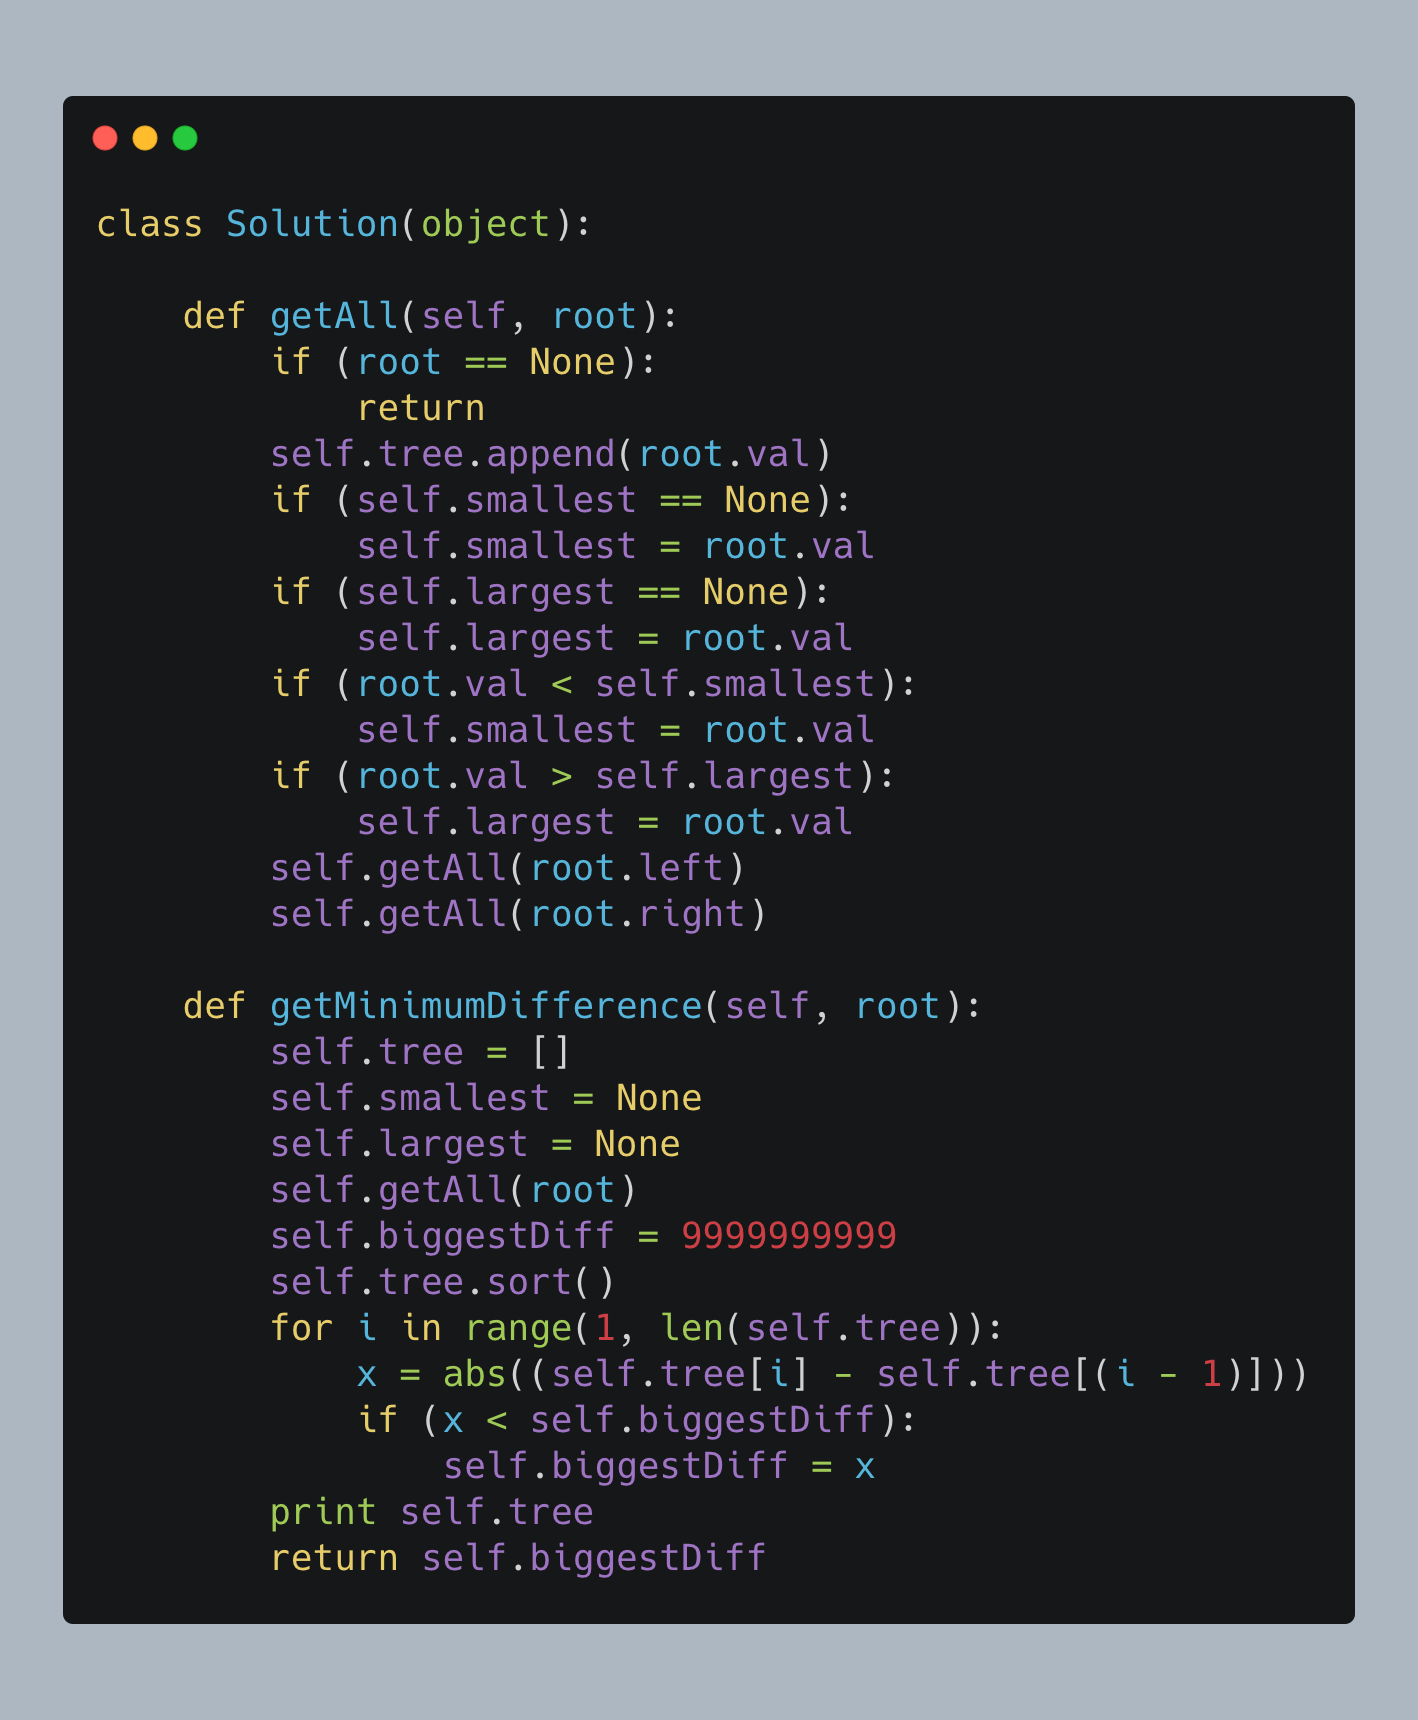 class Solution(object):

    def getAll(self, root):
        if (root == None):
            return
        self.tree.append(root.val)
        if (self.smallest == None):
            self.smallest = root.val
        if (self.largest == None):
            self.largest = root.val
        if (root.val < self.smallest):
            self.smallest = root.val
        if (root.val > self.largest):
            self.largest = root.val
        self.getAll(root.left)
        self.getAll(root.right)

    def getMinimumDifference(self, root):
        self.tree = []
        self.smallest = None
        self.largest = None
        self.getAll(root)
        self.biggestDiff = 9999999999
        self.tree.sort()
        for i in range(1, len(self.tree)):
            x = abs((self.tree[i] - self.tree[(i - 1)]))
            if (x < self.biggestDiff):
                self.biggestDiff = x
        print self.tree
        return self.biggestDiff